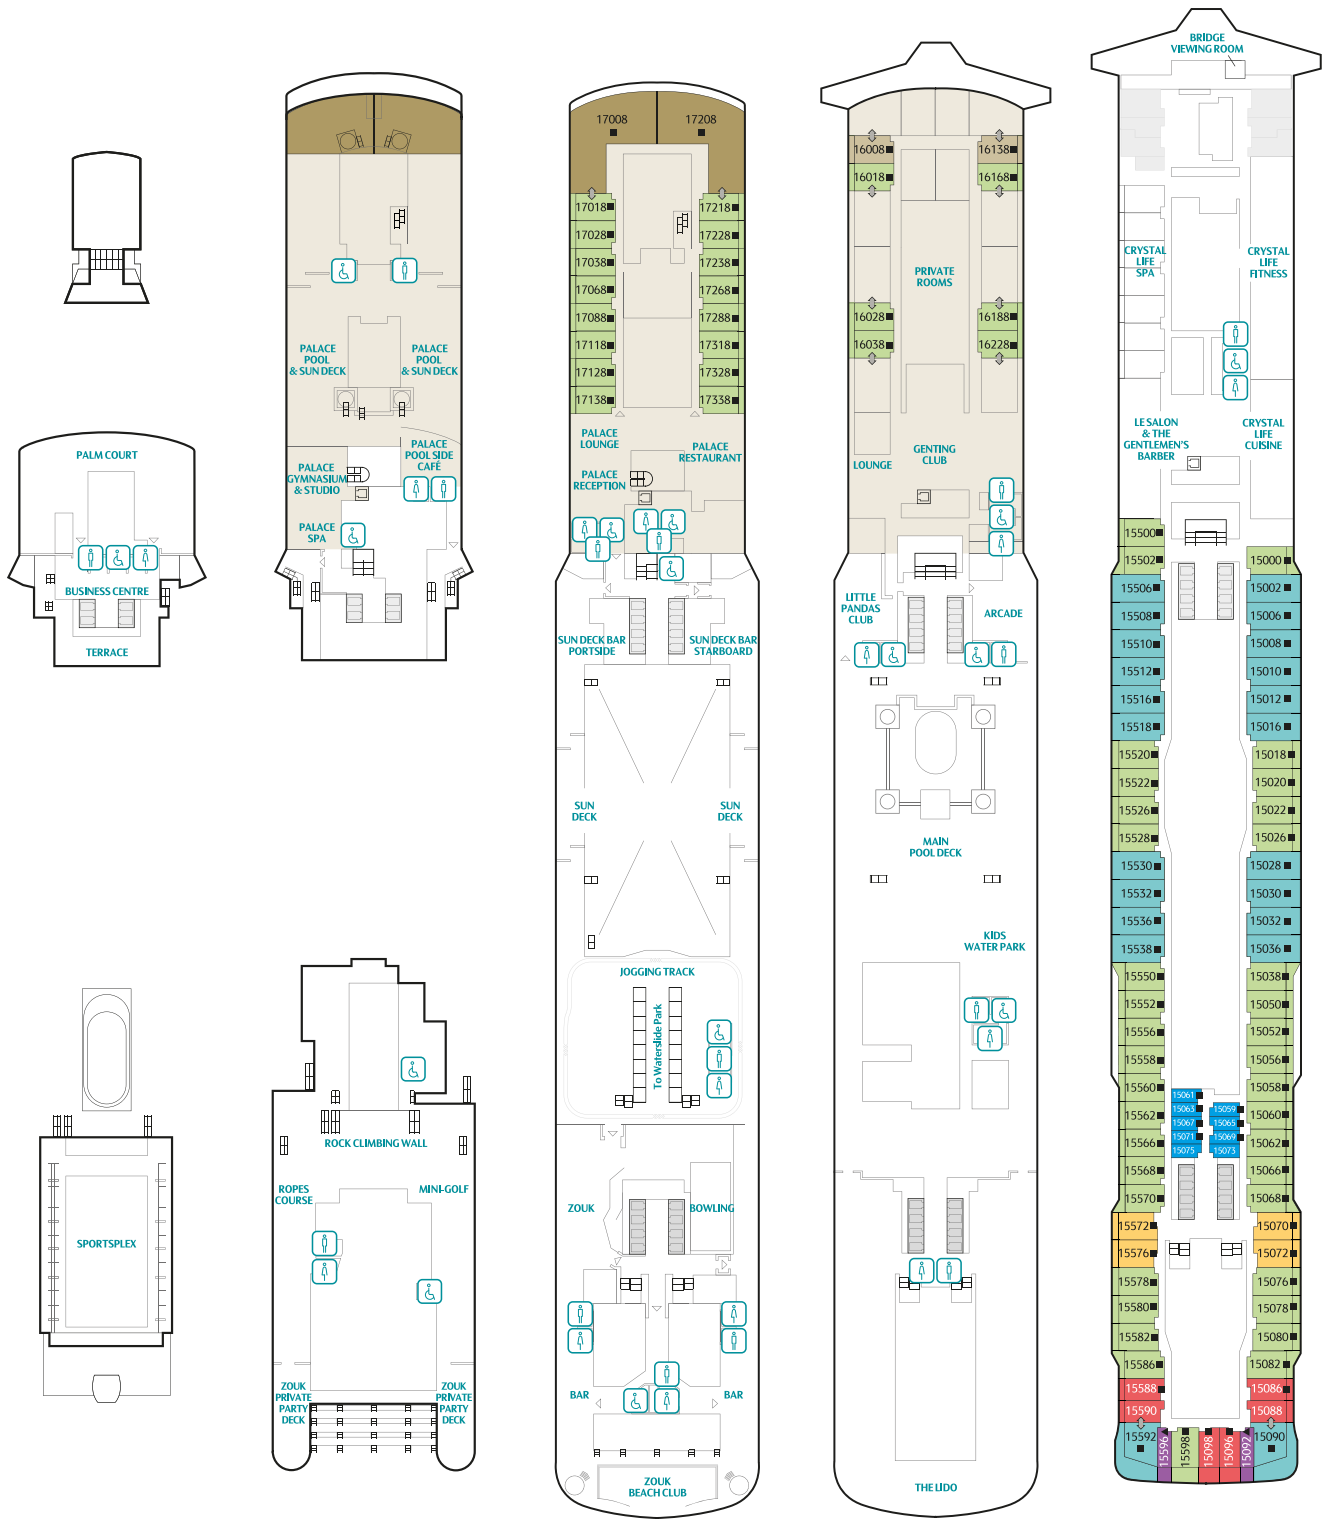 PALM COURT
BUSINESS CENTRE
TERRACE
SPORTSPLEX
PALACE
POOL
& SUN DECK
PALACE
POOL
& SUN DECK
PALACE
POOL SIDE
CAFÉ
PALACE
GYMNASIUM
& STUDIO
PALACE
SPA
ROCK CLIMBING WALL
ROPES
COURSE
MINI-GOLF
ZOUK
PRIVATE
PARTY
DECK
ZOUK
PRIVATE
PARTY
DECK
17008
17208
17018
17028
17038
17068
17088
17118
17128
17138
17218
17228
17238
17268
17288
17318
17328
17338
PALACE
LOUNGE
PALACE
RESTAURANT
PALACE
RECEPTION
SUN DECK BAR
PORTSIDE
SUN DECK BAR
STARBOARD
SUN
DECK
SUN
DECK
JOGGING TRACK
To Waterslide Park
ZOUK
BOWLING
BAR
BAR
ZOUK
BEACH CLUB
16008
16138
16018
16168
PRIVATE
ROOMS
16028
16188
16038
16228
LOUNGE
GENTING
CLUB
LITTLE
PANDAS
CLUB
ARCADE
MAIN
POOL DECK
KIDS
WATER PARK
THE LIDO
BRIDGE
VIEWING ROOM
CRYSTAL
LIFE
SPA
CRYSTAL
LIFE
FITNESS
LE SALON
& THE
GENTLEMEN'S
BARBER
CRYSTAL
LIFE
CUISINE
15500
15502
15506
15508
15510
15512
15516
15518
15520
15522
15526
15528
15530
15532
15536
15538
15550
15552
15556
15558
15560
15562
15566
15568
15570
15572
15576
15578
15580
15582
15586
15588
15590
15592
15000
15002
15006
15008
15010
15012
15016
15018
15020
15022
15026
15028
15030
15032
15036
15038
15050
15052
15056
15058
15060
15062
15066
15068
15070
15072
15076
15078
15080
15082
15086
15088
15090
15061
15063
15067
15071
15075
15059
15065
15069
15073
15596
15598
15098
15096
15092